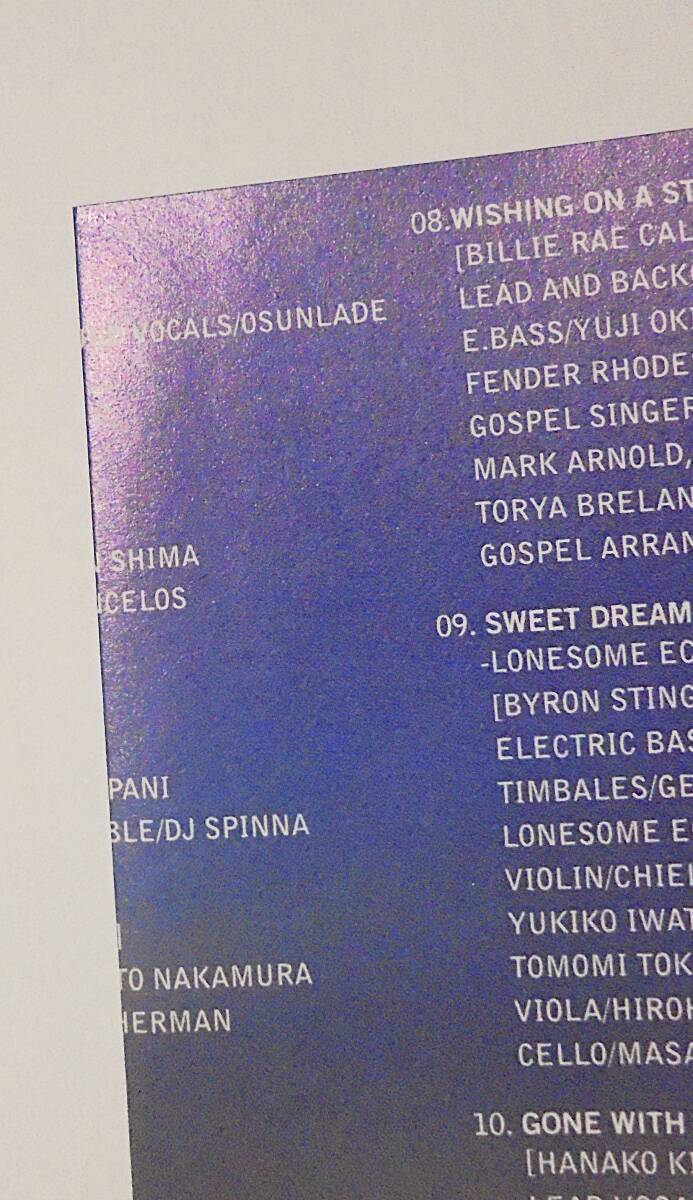 VOCALS/OSUNLADE
SHIMA
CELOS
PANI
BLE/DJ SPINNA
TO NAKAMURA
HERMAN
08.WISHING ON A ST
[BILLIE RAE CAL
LEAD AND BACK
E.BASS/YUJI OK
FENDER RHODE
GOSPEL SINGER
MARK ARNOLD,
TORYA BRELAN
GOSPEL ARRAN
09. SWEET DREAM
-LONESOME EC
[BYRON STING
ELECTRIC BAS
TIMBALES/GE
LONESOME E
VIOLIN/CHIE
YUKIKO IWAT
TOMOMI TOK
VIOLA/HIROH
CELLO/MASA
10. GONE WITH
[HANAKO K